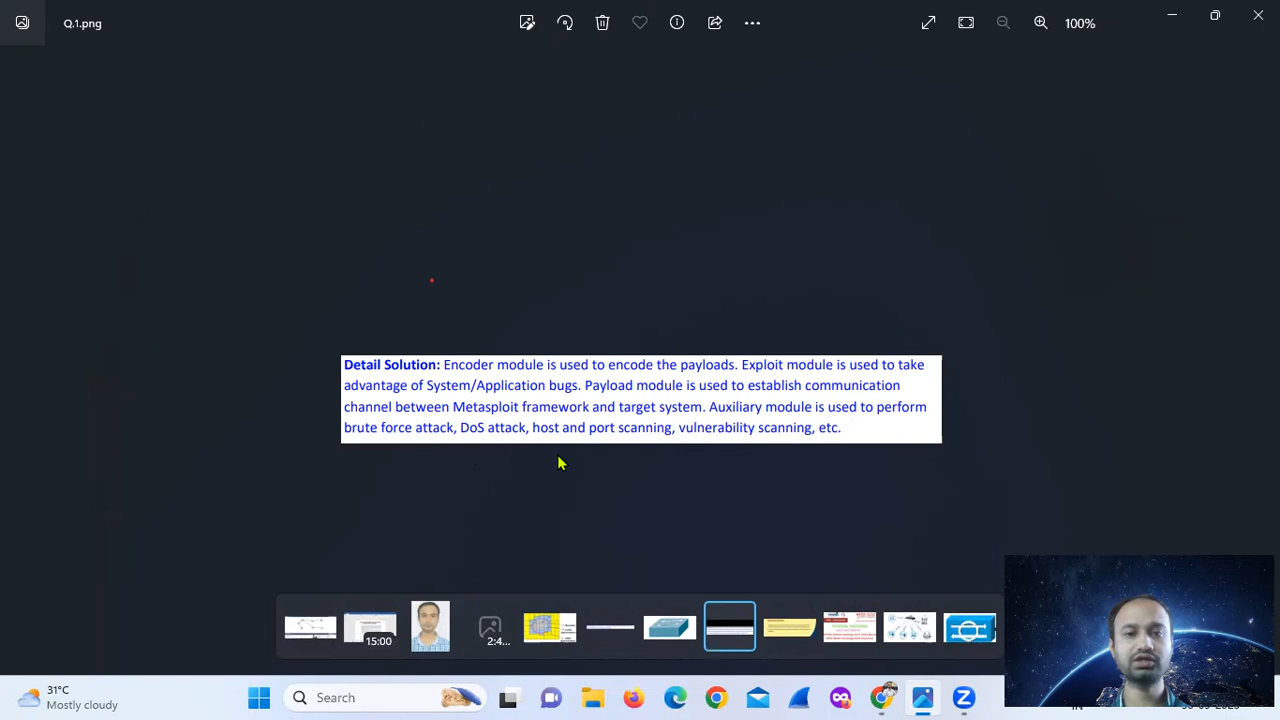 Q.1.png
100%
Detail Solution: Encoder module is used to encode the payloads. Exploit module is used to take
advantage of System/Application bugs. Payload module is used to establish communication
channel between Metasploit framework and target system. Auxiliary module is used to perform
brute force attack, DoS attack, host and port scanning, vulnerability scanning, etc.
15:00
2:4...
31°C
Mostly cloudy
Search